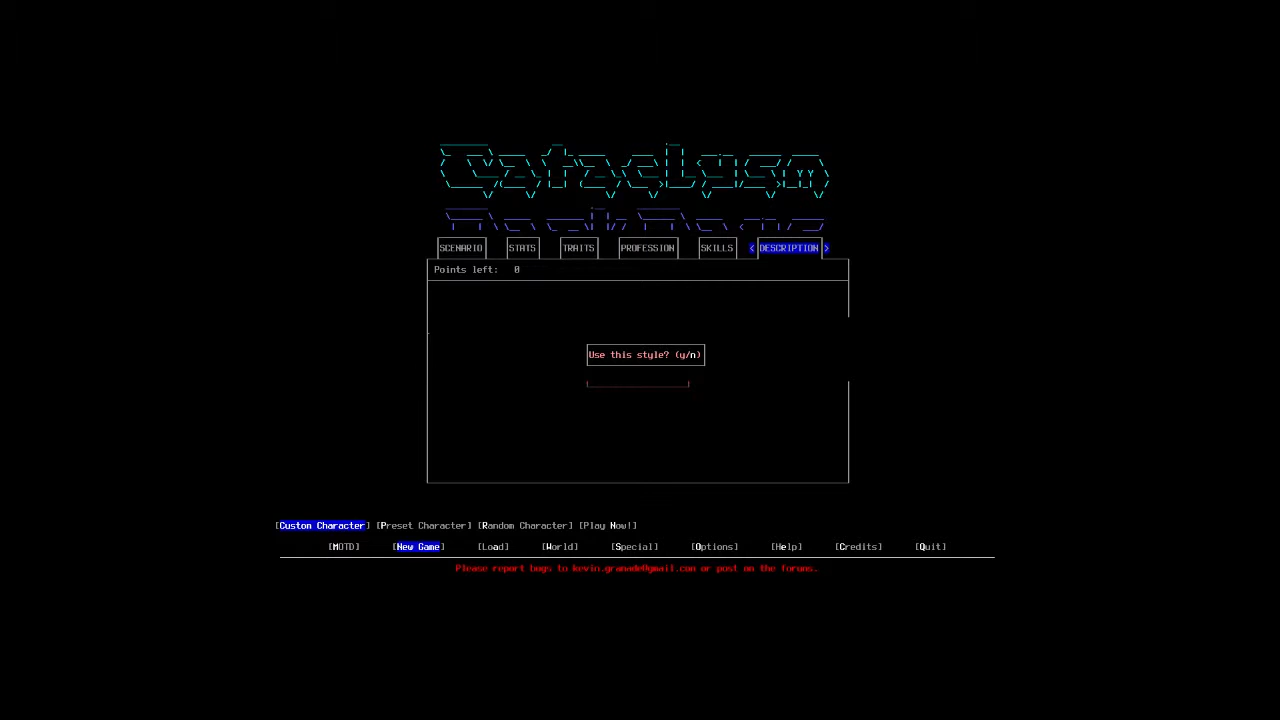 Cataclysm
SCENARIO STATS TRAITS PROFESSION SKILLS < DESCRIPTION >
Points left: 0
Use this style? (y/n)
[Custom Character] [Preset Character] [Random Character] [Play Now!]
[MOTD] [New Game] [Load] [World] [Special] [Options] [Help] [Credits] [Quit]
Please report bugs to kevin.granade@gmail.com or post on the forums.